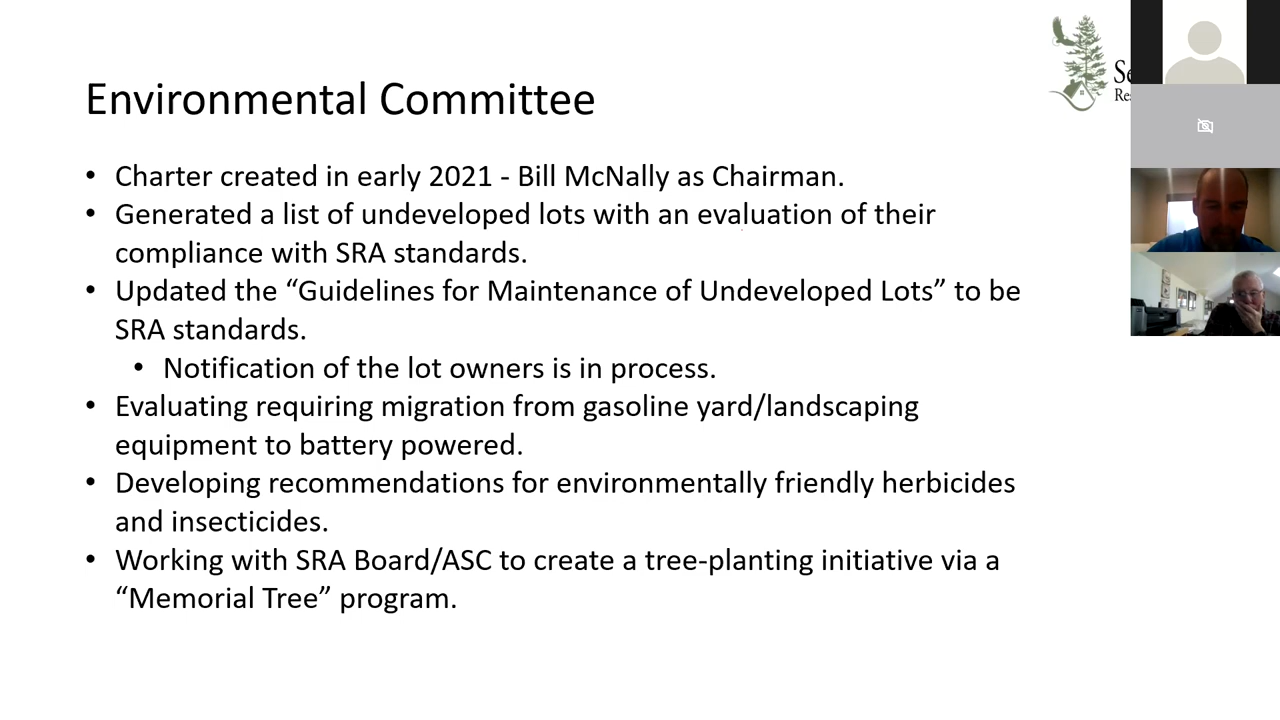 Environmental Committee
• Charter created in early 2021 - Bill McNally as Chairman.
• Generated a list of undeveloped lots with an evaluation of their
compliance with SRA standards.
• Updated the “Guidelines for Maintenance of Undeveloped Lots” to be
SRA standards.
• Notification of the lot owners is in process.
• Evaluating requiring migration from gasoline yard/landscaping
equipment to battery powered.
• Developing recommendations for environmentally friendly herbicides
and insecticides.
• Working with SRA Board/ASC to create a tree-planting initiative via a
“Memorial Tree” program.